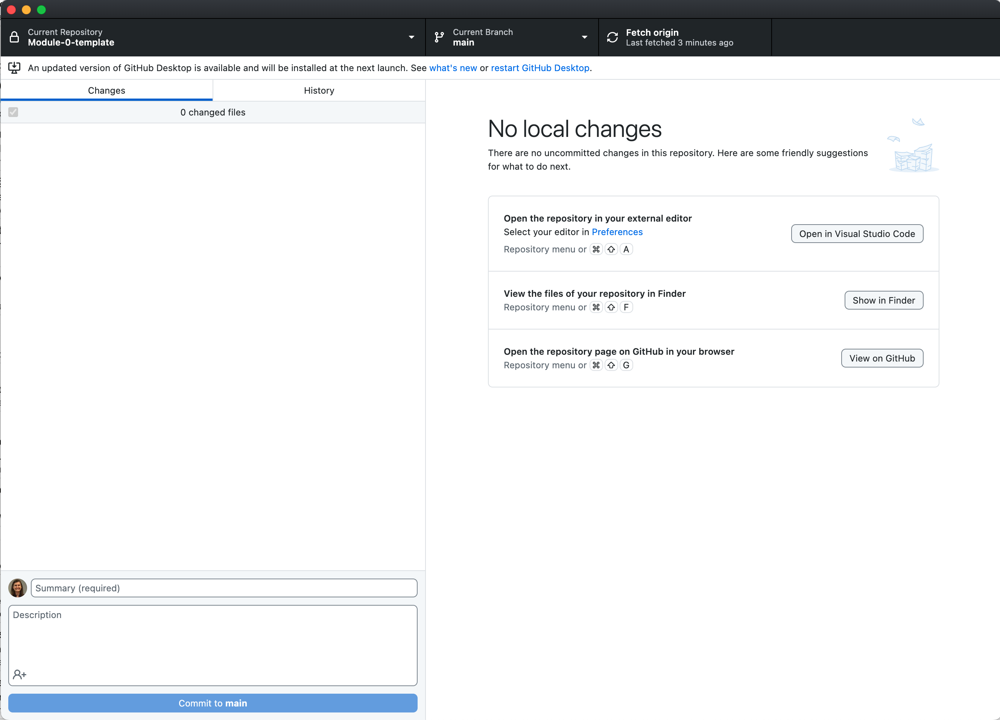 Current Repository
Module-0-template
Current Branch
main
Fetch origin
Last fetched 3 minutes ago
An updated version of GitHub Desktop is available and will be installed at the next launch. See what's new or restart GitHub Desktop.
Changes
History
0 changed files
No local changes
There are no uncommitted changes in this repository. Here are some friendly suggestions
for what to do next.
Open the repository in your external editor
Select your editor in Preferences
Repository menu or ⌘ ⇧ A
Open in Visual Studio Code
View the files of your repository in Finder
Repository menu or ⌘ ⇧ F
Show in Finder
Open the repository page on GitHub in your browser
Repository menu or ⌘ ⇧ G
View on GitHub
Summary (required)
Description
Commit to main